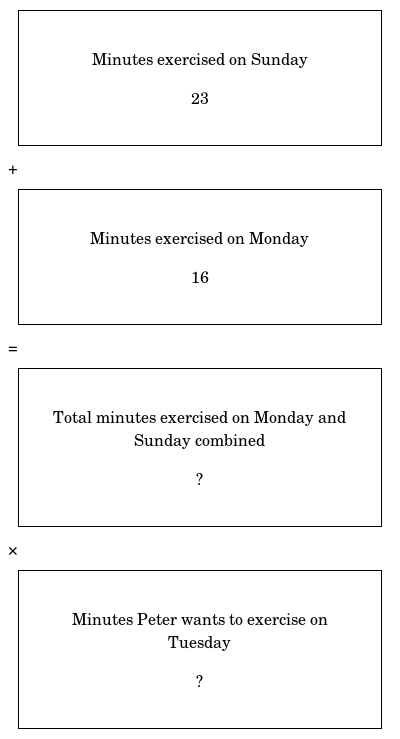 Minutes exercised on Sunday
23
+
Minutes exercised on Monday
16
=
Total minutes exercised on Monday and
Sunday combined
?
×
Minutes Peter wants to exercise on
Tuesday
?